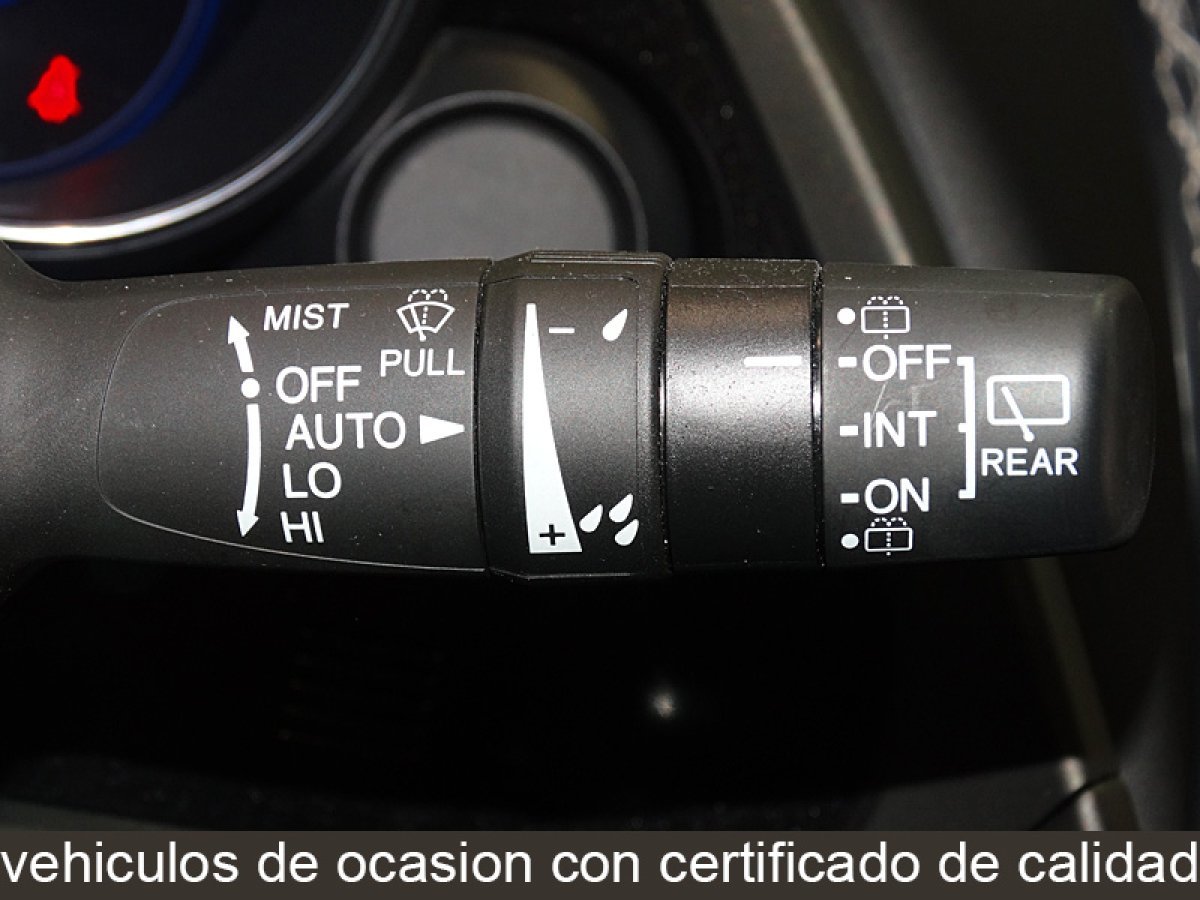 MIST
PULL
OFF
AUTO
LO
HI
−
+
OFF
INT
ON
REAR
vehiculos de ocasion con certificado de calidad